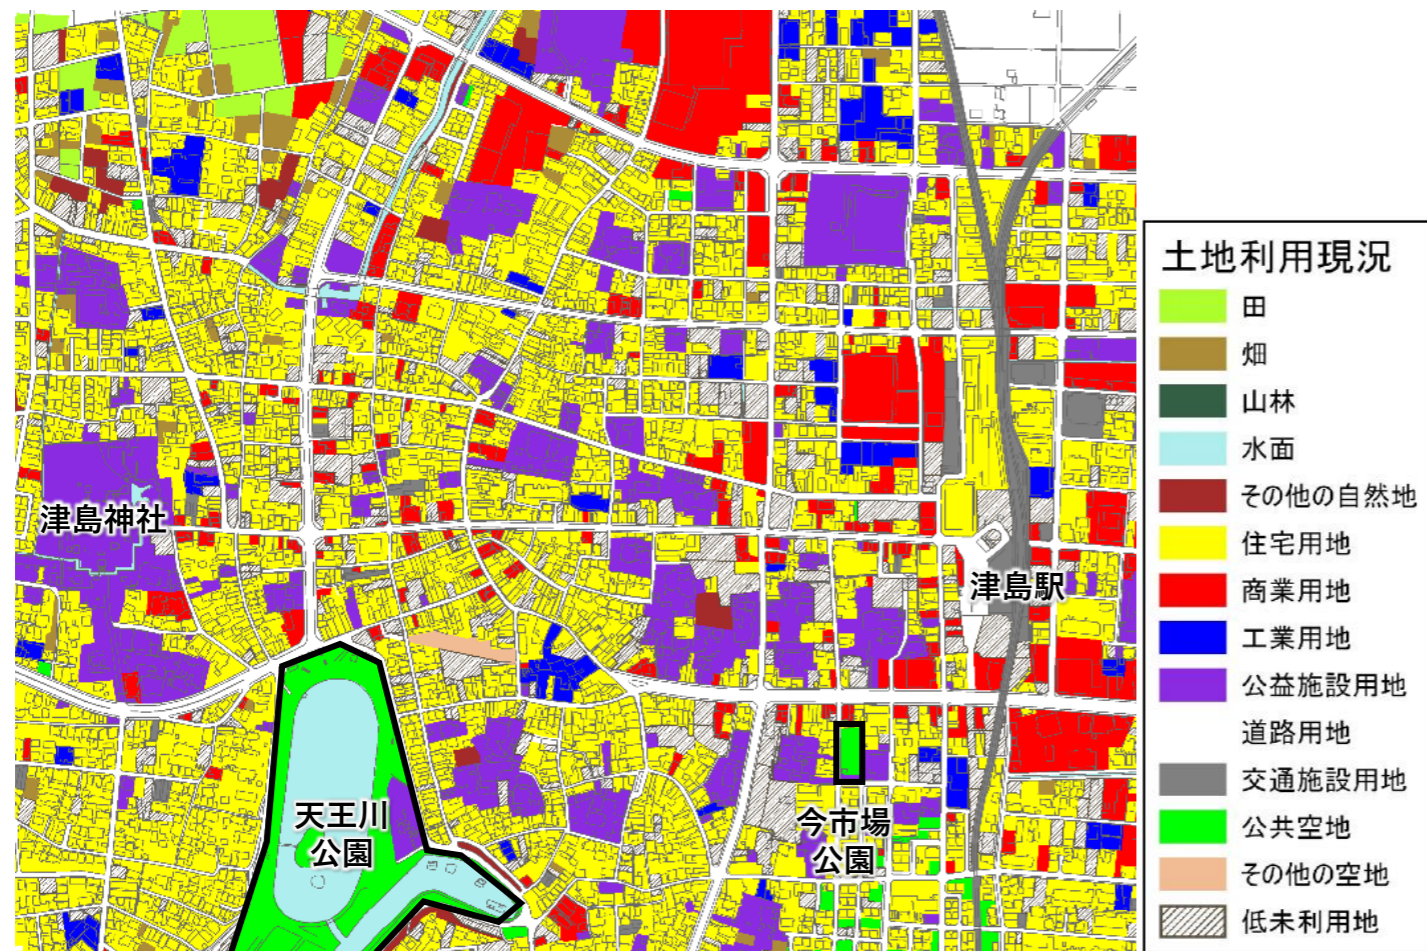 津島神社
津島駅
天王川
公園
今市場
公園
土地利用現況
田
畑
山林
水面
その他の自然地
住宅用地
商業用地
工業用地
公益施設用地
道路用地
交通施設用地
公共空地
その他の空地
低未利用地